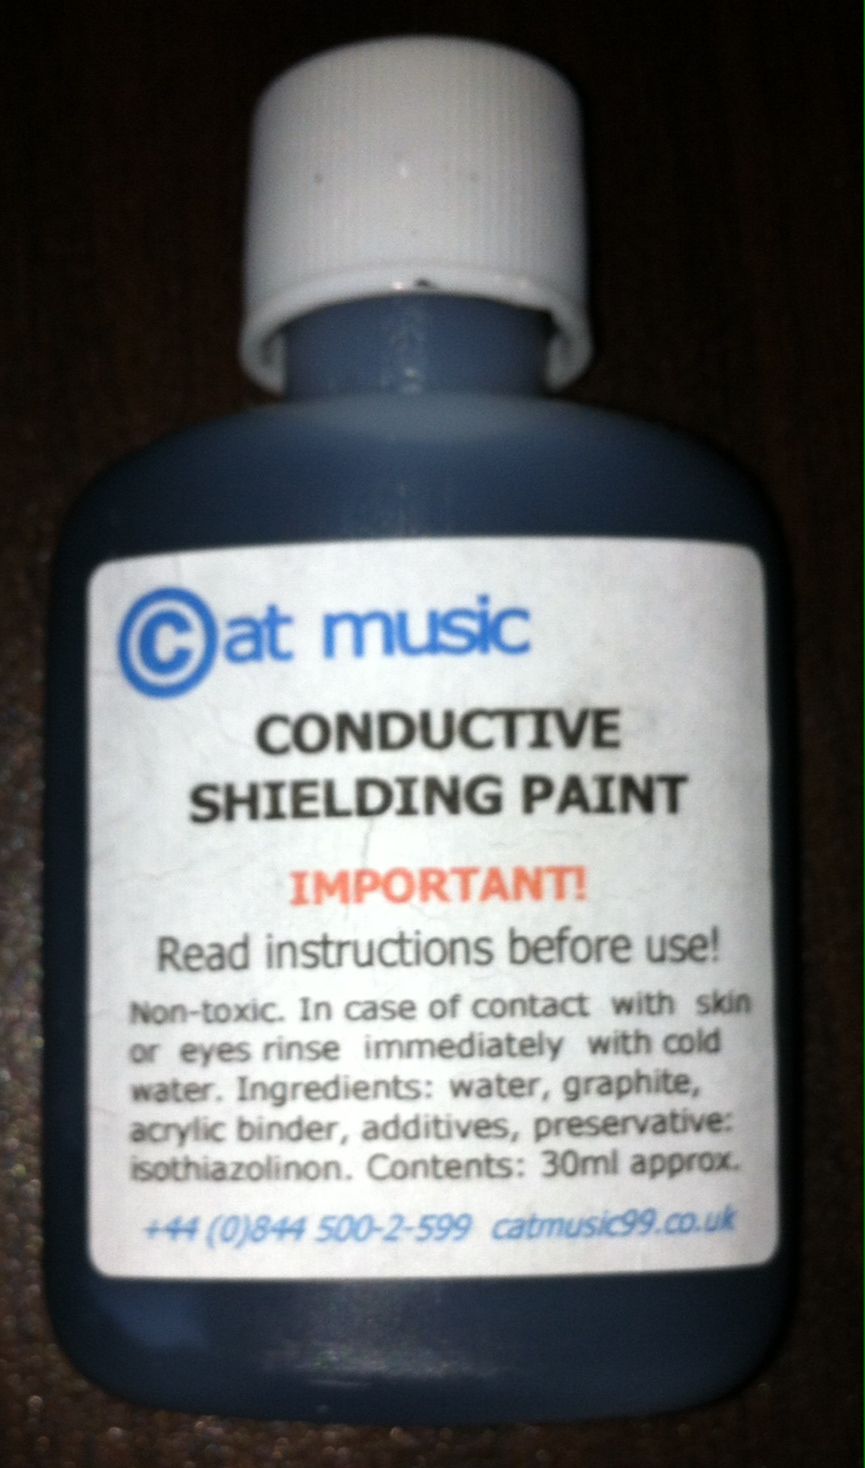 ©at music
CONDUCTIVE
SHIELDING PAINT
IMPORTANT!
Read instructions before use!
Non-toxic. In case of contact with skin
or eyes rinse immediately with cold
water. Ingredients: water, graphite,
acrylic binder, additives, preservative:
isothiazolinon. Contents: 30ml approx.
+44 (0)844 500-2-599 catmusic99.co.uk